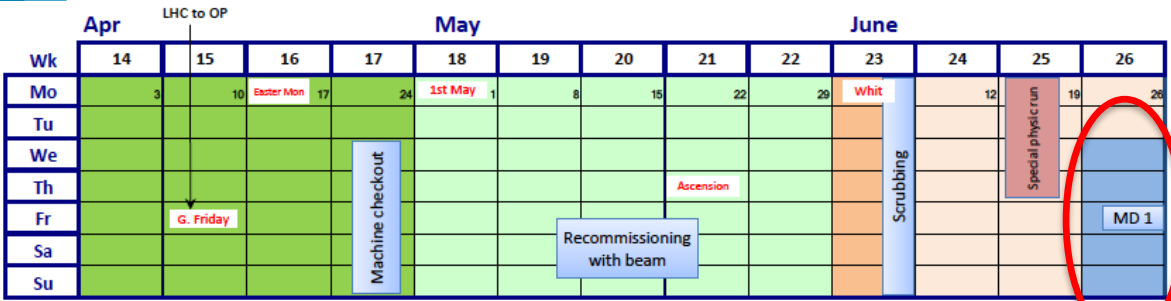 LHC to OP
Apr May June
Wk 14 15 16 17 18 19 20 21 22 23 24 25 26
Mo 3 10 Easter Mon 17 24 1st May 1 8 15 22 29 Whit 12 19 26
Tu
We
Th Ascension
Fr G. Friday MD 1
Sa
Su
Machine checkout
Recommissioning
with beam
Scrubbing
Special physic run